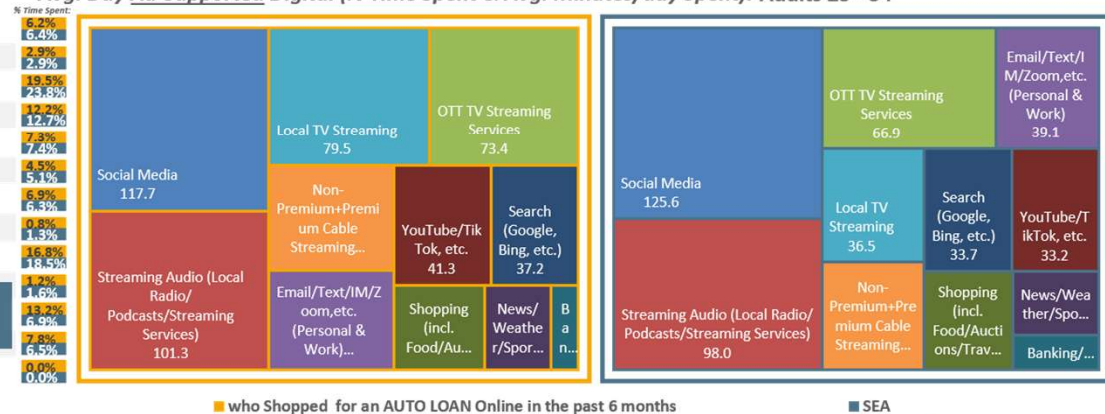 % Time Spent:
6.2%
6.4%
2.9%
2.9%
19.5%
23.8%
12.2%
12.7%
7.3%
7.4%
4.5%
5.1%
6.9%
6.3%
0.8%
1.3%
16.8%
18.5%
1.2%
1.6%
13.2%
6.9%
7.8%
6.5%
0.0%
0.0%
Social Media
117.7
Streaming Audio (Local
Radio/
Podcasts/Streaming
Services)
101.3
Local TV Streaming
79.5
OTT TV Streaming
Services
73.4
Non-
Premium+Premi
um Cable
Streaming...
Email/Text/IM/Z
oom,etc.
(Personal &
Work)...
YouTube/Tik
Tok, etc.
41.3
Search
(Google,
Bing, etc.)
37.2
Shopping
(incl.
Food/Au...
News/
Weathe
r/Spor...
B
a
n...
Social Media
125.6
Streaming Audio (Local Radio/
Podcasts/Streaming Services)
98.0
OTT TV Streaming
Services
66.9
Email/Text/I
M/Zoom,etc.
(Personal &
Work)
39.1
Local TV
Streaming
36.5
Non-
Premium+Pre
mium Cable
Streaming...
Search
(Google,
Bing, etc.)
33.7
YouTube/T
ikTok, etc.
33.2
Shopping
(incl.
Food/Aucti
ons/Trav...
News/Wea
ther/Spo...
Banking/...
who Shopped for an AUTO LOAN Online in the past 6 months
SEA